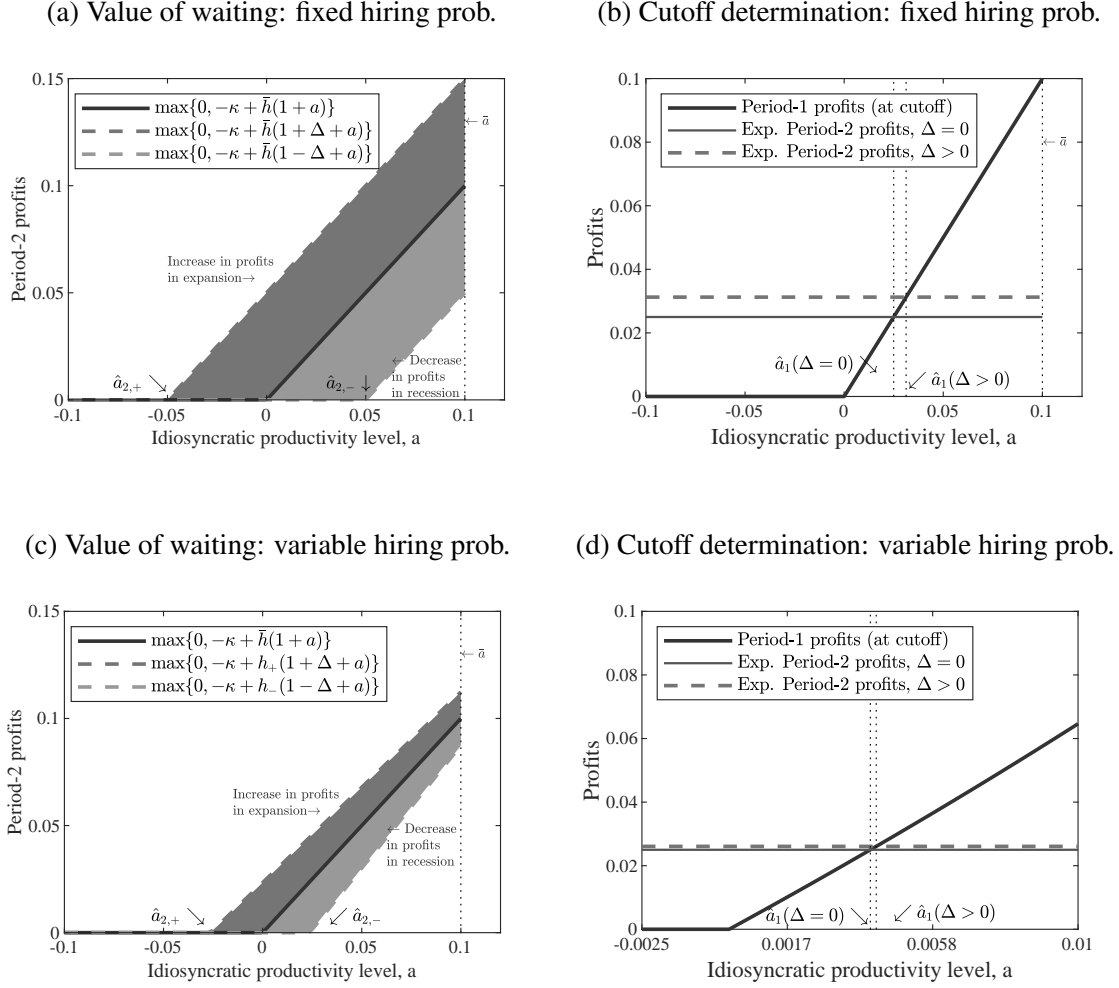 (a) Value of waiting: fixed hiring prob.
0.15
max{0, −κ + h̄(1 + a)}
max{0, −κ + h̄(1 + Δ + a)}
max{0, −κ + h̄(1 − Δ + a)}
← ā
0.1
Period-2 profits
Increase in profits
in expansion→
0.05
← Decrease
in profits
in recession
â₂,₊ ↘
â₂,₋ ↓
0
-0.1 -0.05 0 0.05 0.1
Idiosyncratic productivity level, a
(b) Cutoff determination: fixed hiring prob.
0.1
Period-1 profits (at cutoff)
Exp. Period-2 profits, Δ = 0
Exp. Period-2 profits, Δ > 0
← ā
0.08
0.06
Profits
0.04
0.02
â₁(Δ = 0) ↘
↙ â₁(Δ > 0)
0
-0.1 -0.05 0 0.05 0.1
Idiosyncratic productivity level, a
(c) Value of waiting: variable hiring prob.
0.15
max{0, −κ + h̄(1 + a)}
max{0, −κ + h₊(1 + Δ + a)}
max{0, −κ + h₋(1 − Δ + a)}
← ā
0.1
Period-2 profits
Increase in profits
in expansion→
0.05
← Decrease
in profits
in recession
â₂,₊ ↘
↙ â₂,₋
0
-0.1 -0.05 0 0.05 0.1
Idiosyncratic productivity level, a
(d) Cutoff determination: variable hiring prob.
0.1
Period-1 profits (at cutoff)
Exp. Period-2 profits, Δ = 0
Exp. Period-2 profits, Δ > 0
0.08
0.06
Profits
0.04
0.02
â₁(Δ = 0) ↘
↙ â₁(Δ > 0)
0
-0.0025 0.0017 0.0058 0.01
Idiosyncratic productivity level, a